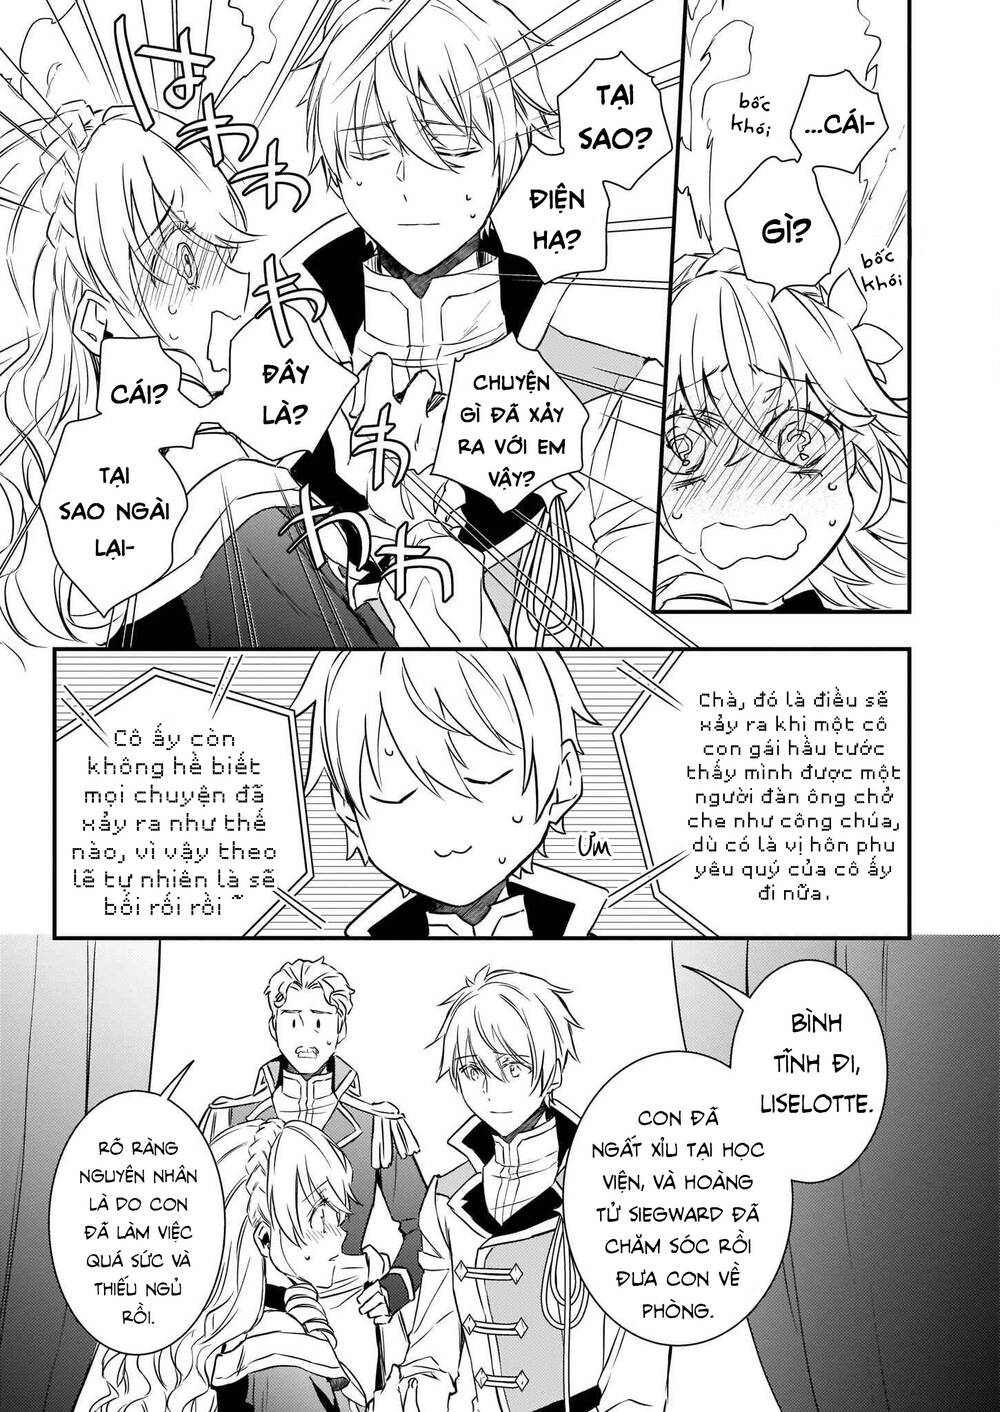 ...CÁI-
bốc
khói
GÌ?
bốc
khói
TẠI
SAO?
ĐIỆN
HẠ?
CHUYỆN
GÌ ĐÃ XẢY
RA VỚI EM
VẬY?
ĐÂY
LÀ?
CÁI?
TẠI
SAO NGÀI
LẠI-
はわわわ
わわわ
Chà, đó là điều sẽ
xảy ra khi một cô
con gái hầu tước
thấy mình được một
người đàn ông chở
che như công chúa,
dù có là vị hôn phu
yêu quý của cô ấy
đi nữa.
ƯM
Cô ấy còn
không hề biết
mọi chuyện đã
xảy ra như thế
nào, vì vậy theo
lẽ tự nhiên là sẽ
bối rối rồi ~
BÌNH
TĨNH ĐI,
LISELOTTE.
CON ĐÃ
NGẤT XỈU TẠI HỌC
VIỆN, VÀ HOÀNG
TỬ SIEGWARD ĐÃ
CHĂM SÓC RỒI
ĐƯA CON VỀ
PHÒNG.
RÕ RÀNG
NGUYÊN NHÂN
LÀ DO CON
ĐÃ LÀM VIỆC
QUÁ SỨC VÀ
THIẾU NGỦ
RỒI.